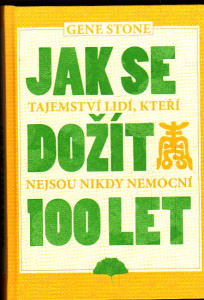 GENE STONE
JAK SE
TAJEMSTVÍ LIDÍ, KTEŘÍ
DOŽÍT
NEJSOU NIKDY NEMOCNÍ
100 LET